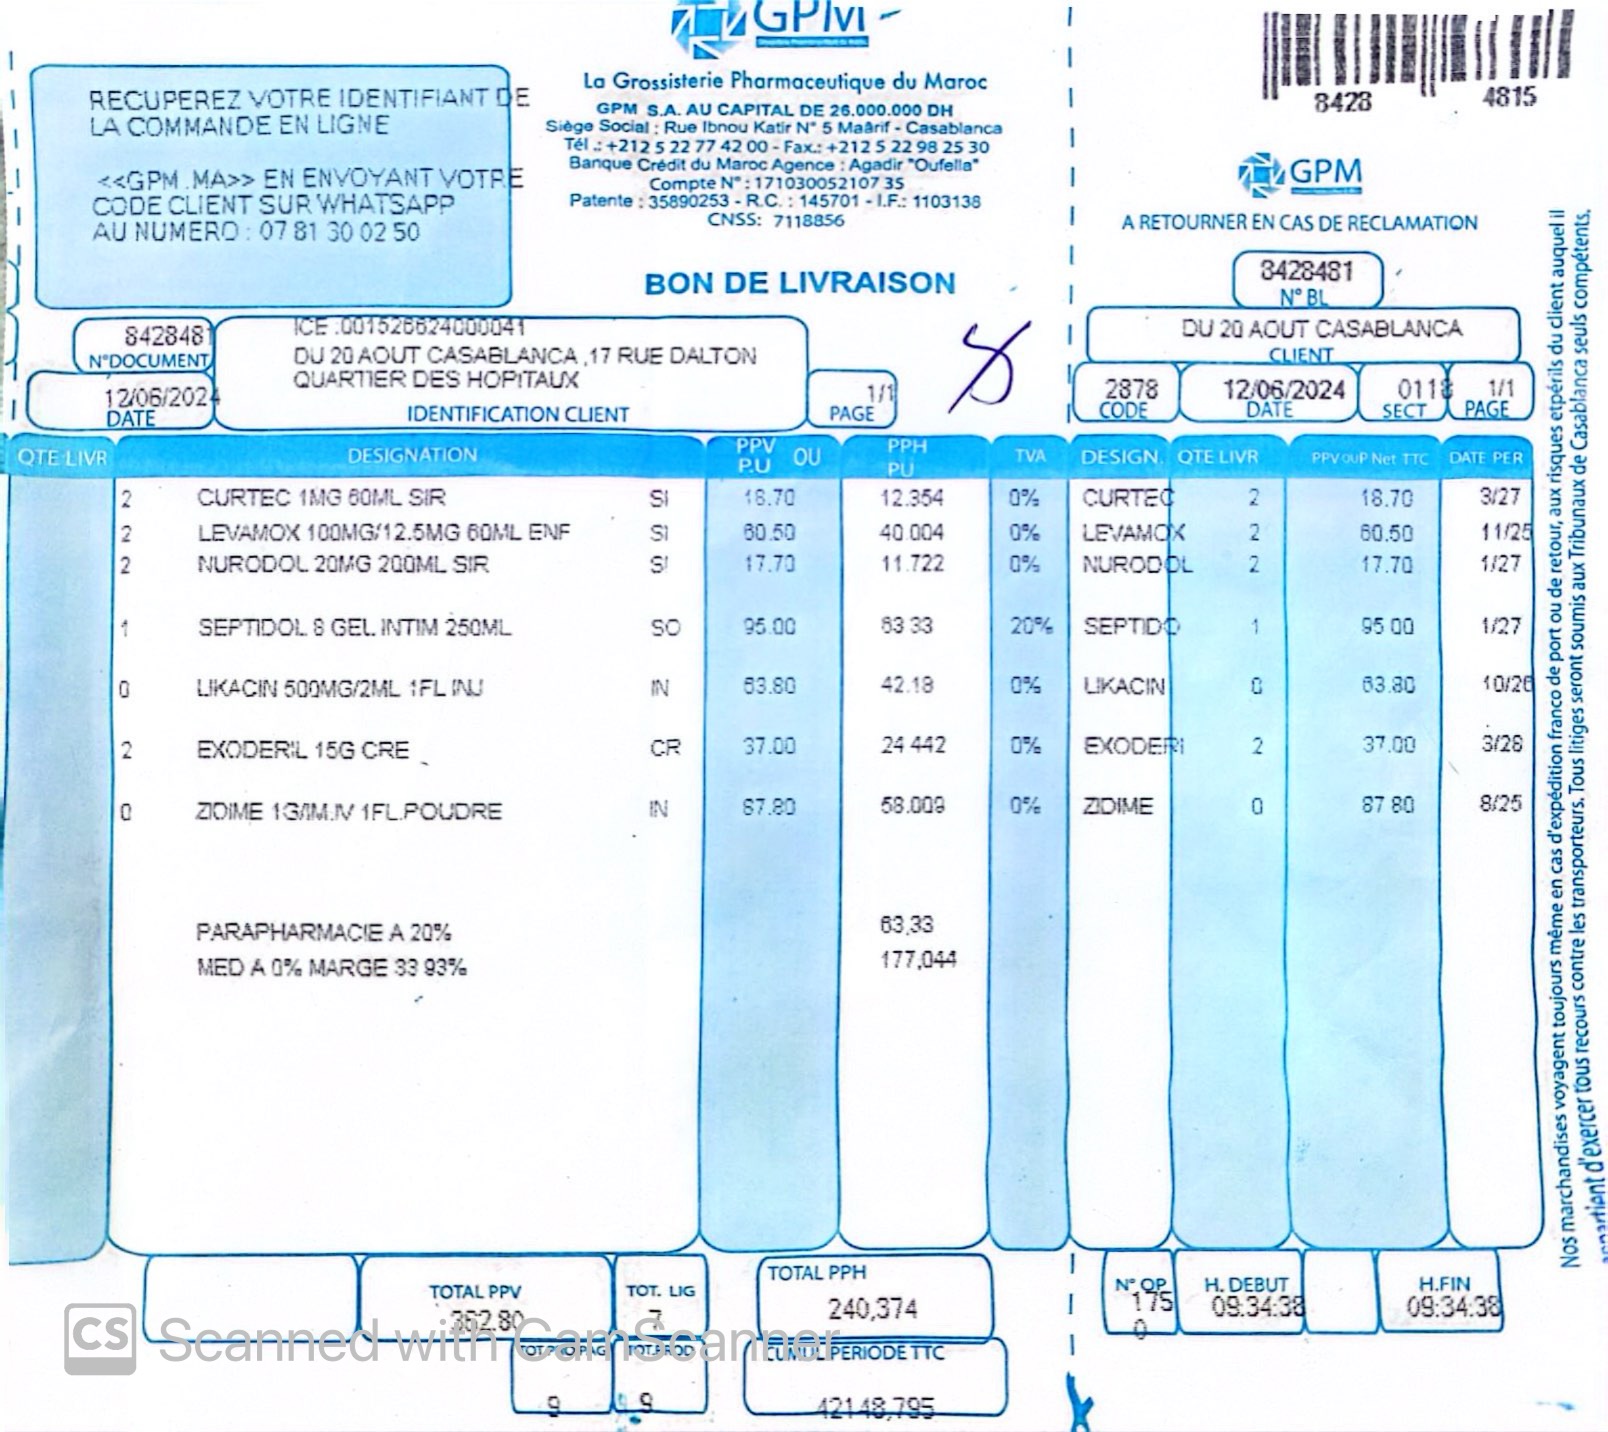 GPM
La Grossisterie Pharmaceutique du Maroc
GPM S.A. AU CAPITAL DE 26.000.000 DH
Siège Social : Rue Ibnou Katir N° 5 Maârif - Casablanca
Tél .: +212 5 22 77 42 00 - Fax.: +212 5 22 98 25 30
Banque Crédit du Maroc Agence : Agadir "Oufella"
Compte N° : 171030052107 35
Patente : 35890253 - R.C. : 145701 - I.F.: 1103138
CNSS: 7118856
RECUPEREZ VOTRE IDENTIFIANT DE
LA COMMANDE EN LIGNE
<<GPM .MA>> EN ENVOYANT VOTRE
CODE CLIENT SUR WHATSAPP
AU NUMERO : 07 81 30 02 50
BON DE LIVRAISON
8428481
N°DOCUMENT
12/06/2024
DATE
ICE :001526624000041
DU 20 AOUT CASABLANCA ,17 RUE DALTON
QUARTIER DES HOPITAUX
IDENTIFICATION CLIENT
1/1
PAGE
8428 4815
GPM
A RETOURNER EN CAS DE RECLAMATION
8428481
N° BL
DU 20 AOUT CASABLANCA
CLIENT
2878 12/06/2024 0118 1/1
CODE DATE SECT PAGE
QTE LIVR DESIGNATION PPV OU P.U PPH PU TVA DESIGN. QTE LIVR PPV OUP Net TTC DATE PER
2 CURTEC 1MG 60ML SIR SI 18.70 12.354 0% CURTEC 2 18.70 3/27
2 LEVAMOX 100MG/12.5MG 60ML ENF SI 60.50 40.004 0% LEVAMOX 2 60.50 11/25
2 NURODOL 20MG 200ML SIR SI 17.70 11.722 0% NURODOL 2 17.70 1/27
1 SEPTIDOL 8 GEL INTIM 250ML SO 95.00 63 33 20% SEPTIDO 1 95 00 1/27
0 LIKACIN 500MG/2ML 1FL INJ IN 63.80 42.18 0% LIKACIN 0 63.80 10/26
2 EXODERIL 15G CRE CR 37.00 24 442 0% EXODERI 2 37.00 3/28
0 ZIDIME 1G/IM.IV 1FL.POUDRE IN 87.80 58.009 0% ZIDIME 0 87 80 8/25
PARAPHARMACIE A 20% 63,33
MED A 0% MARGE 33 93% 177,044
TOTAL PPV
362.80
TOT. LIG
7
TOTAL PPH
240,374
TOT PRO PAG
9
TOT.PROD
9
CUMUL PERIODE TTC
42148,795
N° OP
175
0
H. DEBUT
09:34:38
H.FIN
09:34:38
Nos marchandises voyagent toujours même en cas d'expédition franco de port ou de retour, aux risques etpérils du client auquel il
appartient d'exercer tous recours contre les transporteurs. Tous litiges seront soumis aux Tribunaux de Casablanca seuls compétents.
CS Scanned with CamScanner